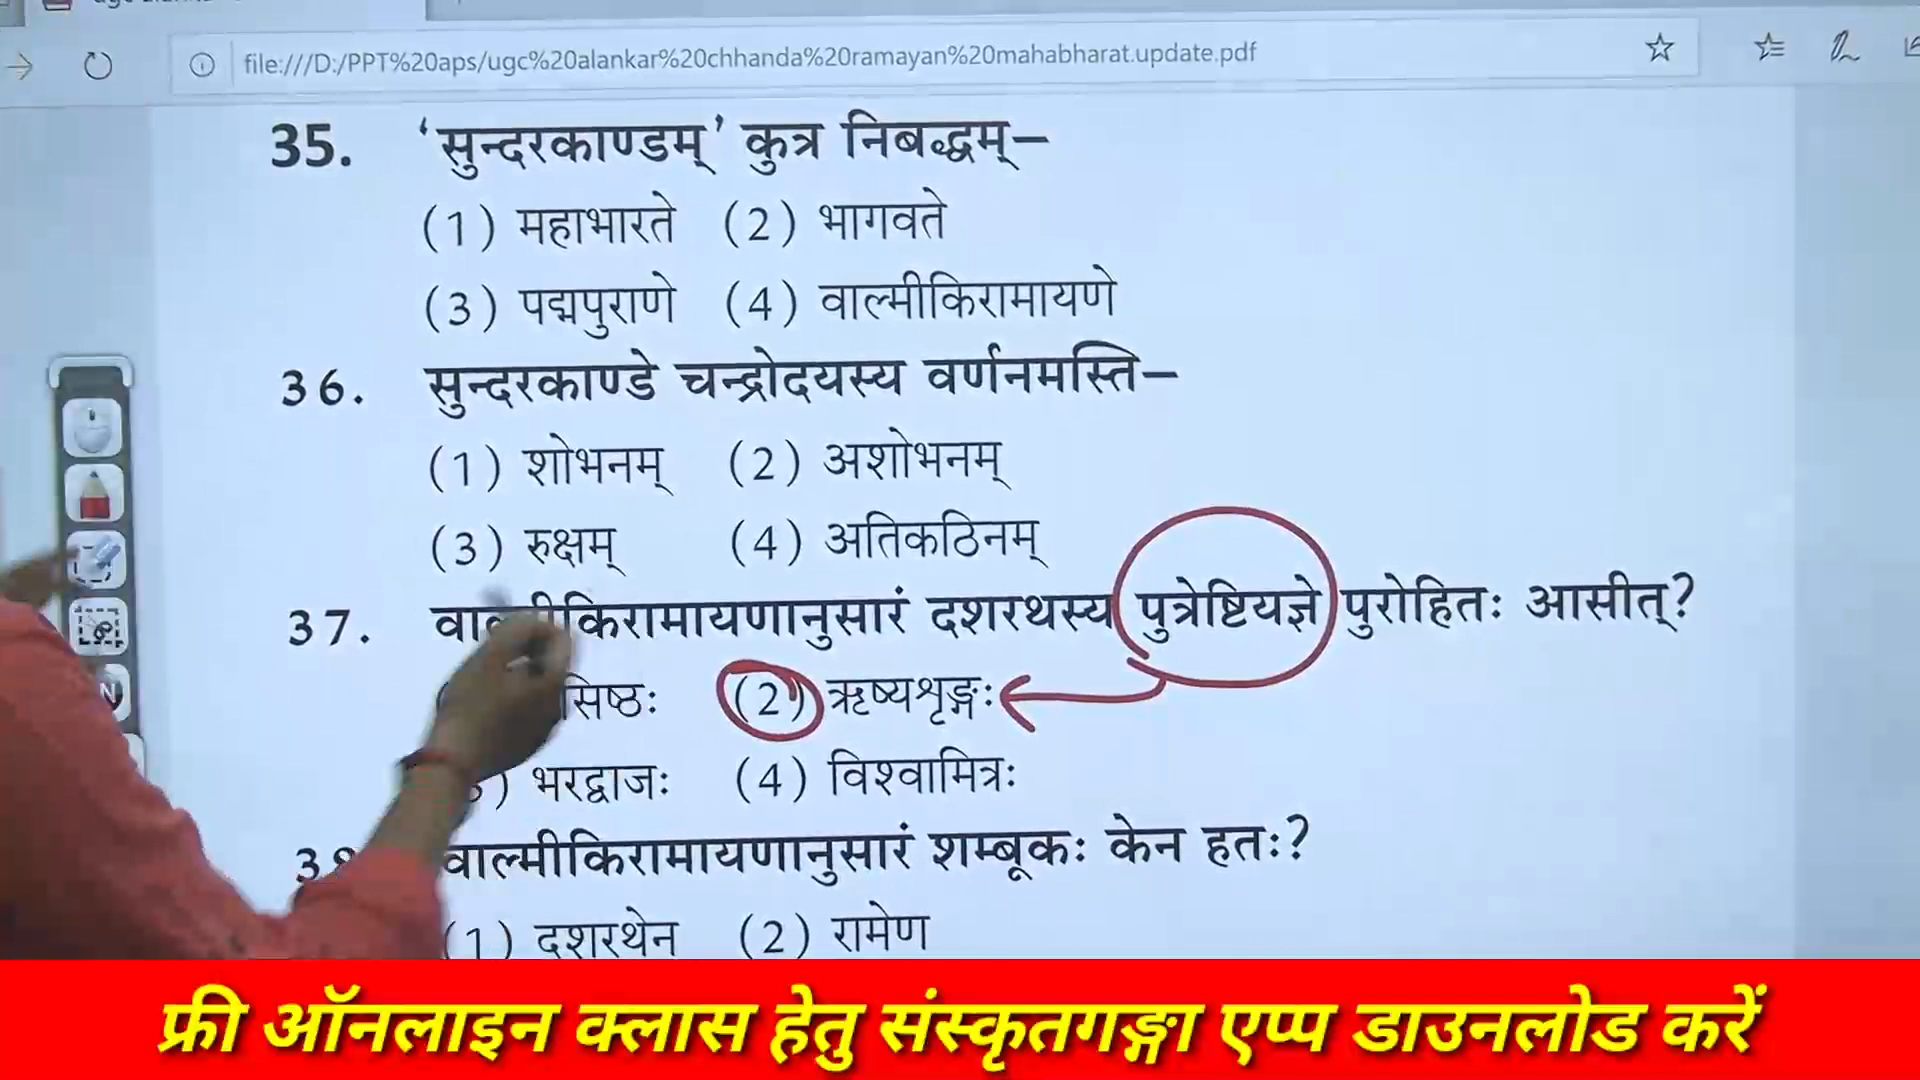 file:///D:/PPT%20aps/ugc%20alankar%20chhanda%20ramayan%20mahabharat.update.pdf
35. ‘सुन्दरकाण्डम्’ कुत्र निबद्धम्–
(1) महाभारते (2) भागवते
(3) पद्मपुराणे (4) वाल्मीकिरामायणे
36. सुन्दरकाण्डे चन्द्रोदयस्य वर्णनमस्ति–
(1) शोभनम् (2) अशोभनम्
(3) रुक्षम् (4) अतिकठिनम्
37. वाल्मीकिरामायणानुसारं दशरथस्य पुत्रेष्टियज्ञे पुरोहितः आसीत्?
सिष्ठः (2) ऋष्यशृङ्गः
) भरद्वाजः (4) विश्वामित्रः
38 वाल्मीकिरामायणानुसारं शम्बूकः केन हतः?
(1) दशरथेन (2) रामेण
फ्री ऑनलाइन क्लास हेतु संस्कृतगङ्गा एप्प डाउनलोड करें